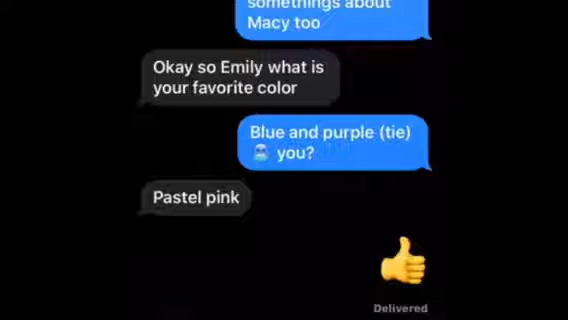 somethings about
Macy too
Okay so Emily what is
your favorite color
Blue and purple (tie)
🥶 you?
Pastel pink
👍
Delivered